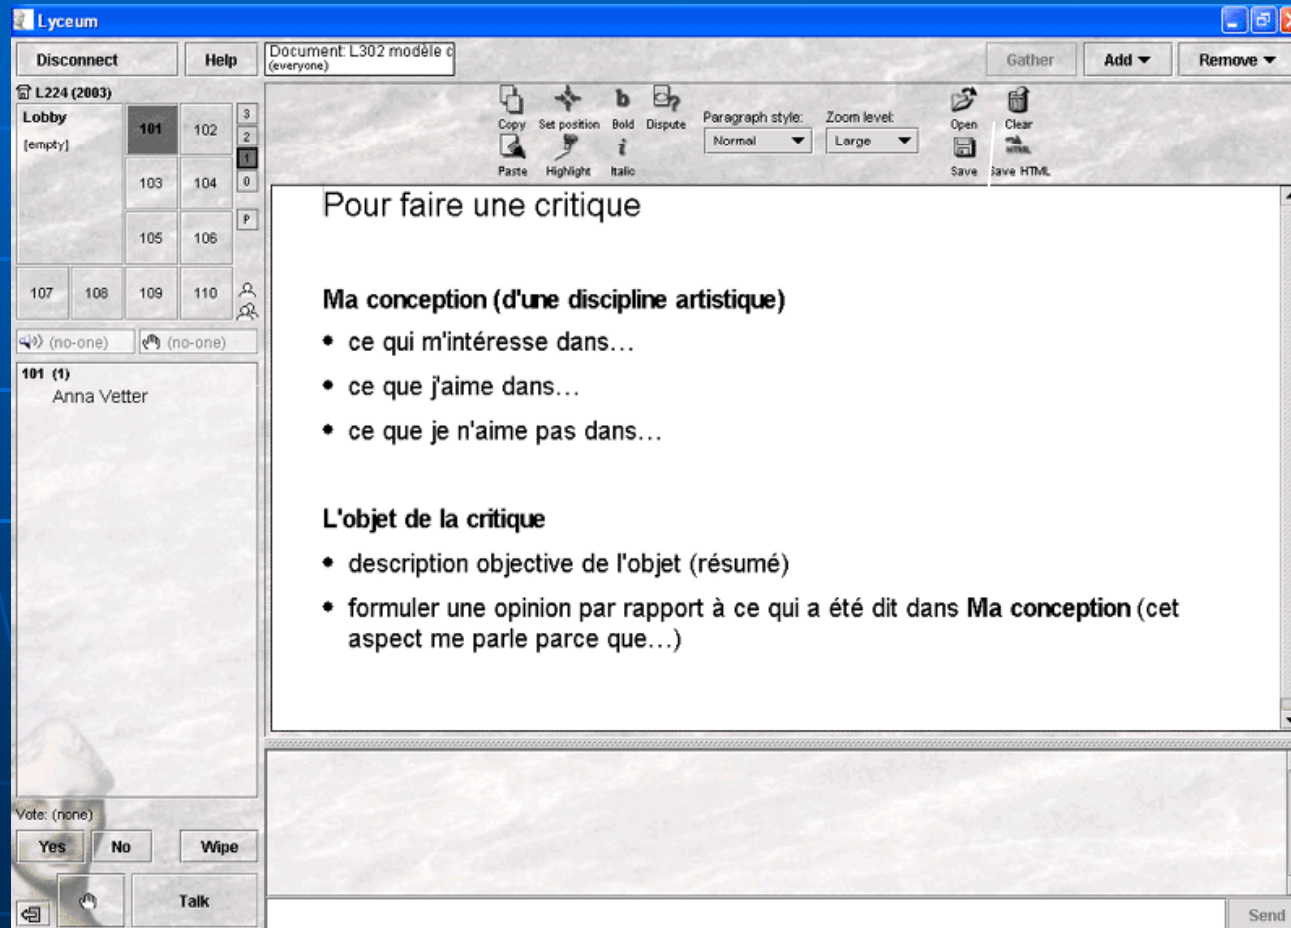 Lyceum
Disconnect
Help
Document: L302 modèle c
(everyone)
Gather
Add
Remove
L224 (2003)
Lobby
[empty]
101
102
103
104
105
106
107
108
109
110
3
2
1
0
P
(no-one)
(no-one)
101 (1)
Anna Vetter
Copy
Set position
Bold
Dispute
Paste
Highlight
Italic
Paragraph style:
Normal
Zoom level:
Large
Open
Clear
Save
Save HTML
Pour faire une critique
Ma conception (d'une discipline artistique)
• ce qui m'intéresse dans...
• ce que j'aime dans...
• ce que je n'aime pas dans...
L'objet de la critique
• description objective de l'objet (résumé)
• formuler une opinion par rapport à ce qui a été dit dans Ma conception (cet
aspect me parle parce que...)
Vote: (none)
Yes
No
Wipe
Talk
Send